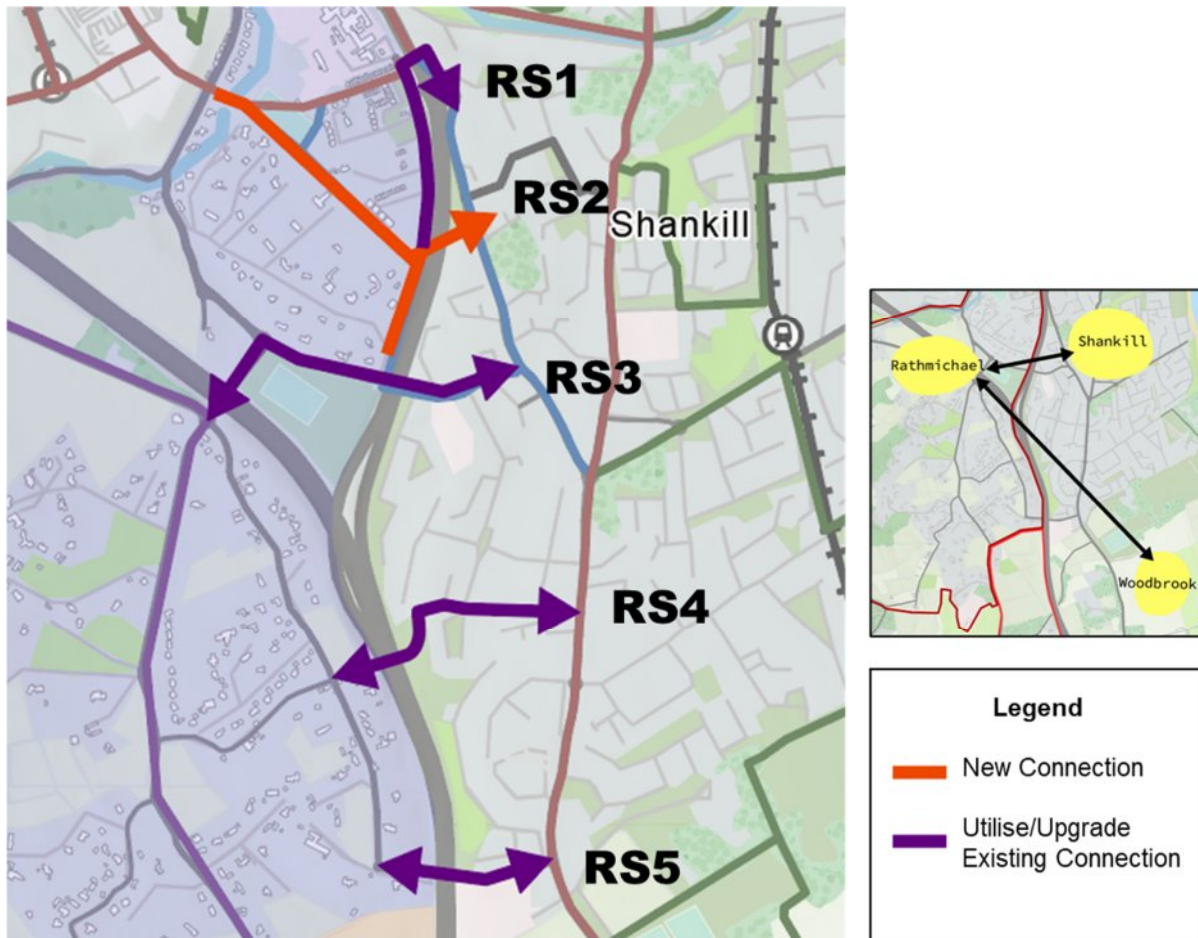 RS1
RS2
Shankill
RS3
RS4
RS5
Shankill
Rathmichael
Woodbrook
Legend
New Connection
Utilise/Upgrade
Existing Connection